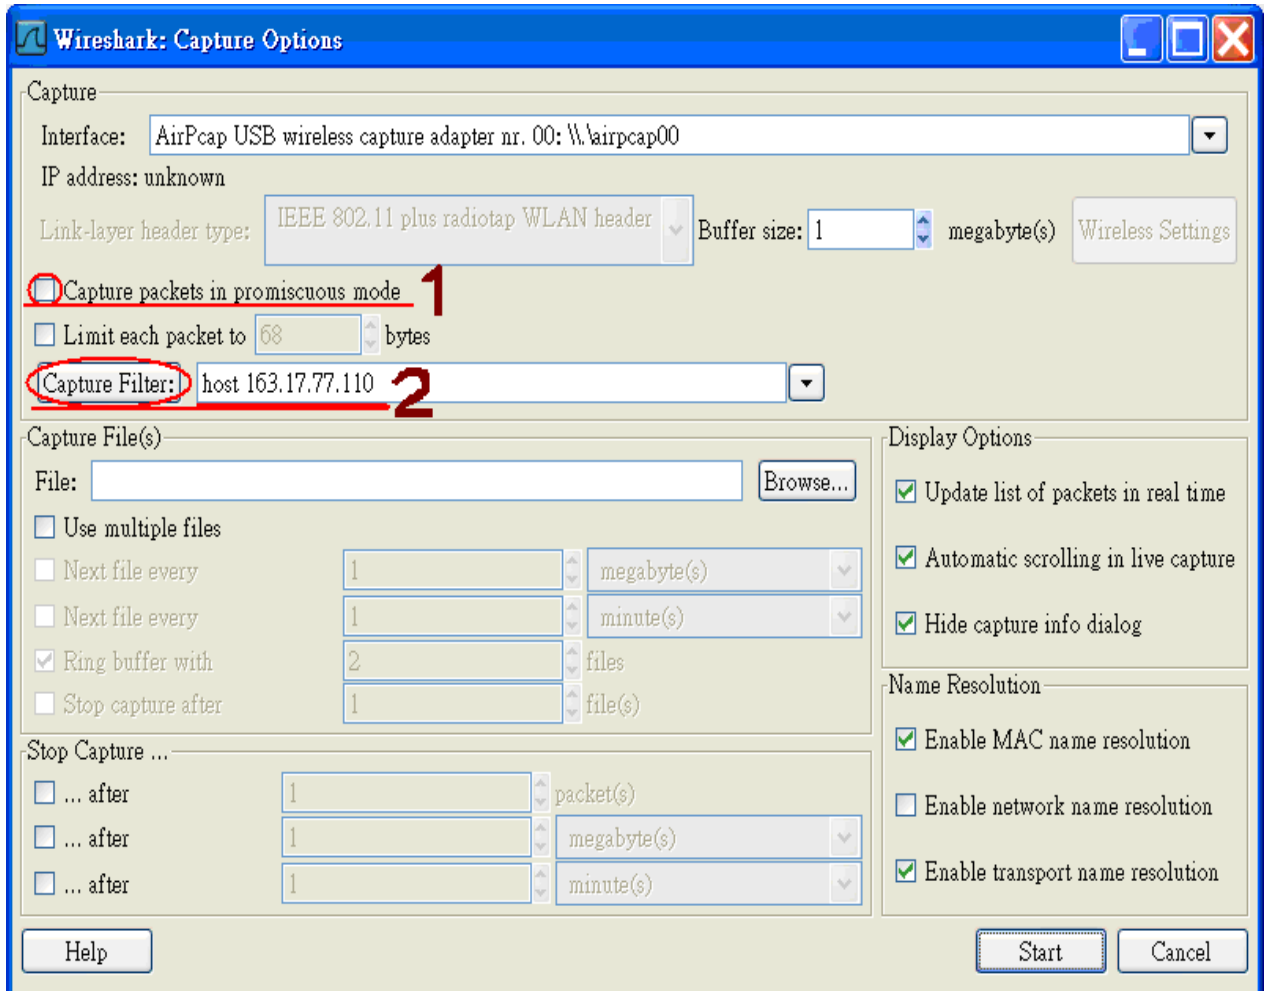 Wireshark: Capture Options
Capture
Interface: AirPcap USB wireless capture adapter nr. 00: \\.\airpcap00
IP address: unknown
Link-layer header type: IEEE 802.11 plus radiotap WLAN header Buffer size: 1 megabyte(s) Wireless Settings
Capture packets in promiscuous mode 1
Limit each packet to 68 bytes
Capture Filter: host 163.17.77.110 2
Capture File(s)
File: Browse...
Use multiple files
Next file every 1 megabyte(s)
Next file every 1 minute(s)
Ring buffer with 2 files
Stop capture after 1 file(s)
Stop Capture ...
... after 1 packet(s)
... after 1 megabyte(s)
... after 1 minute(s)
Display Options
Update list of packets in real time
Automatic scrolling in live capture
Hide capture info dialog
Name Resolution
Enable MAC name resolution
Enable network name resolution
Enable transport name resolution
Help Start Cancel